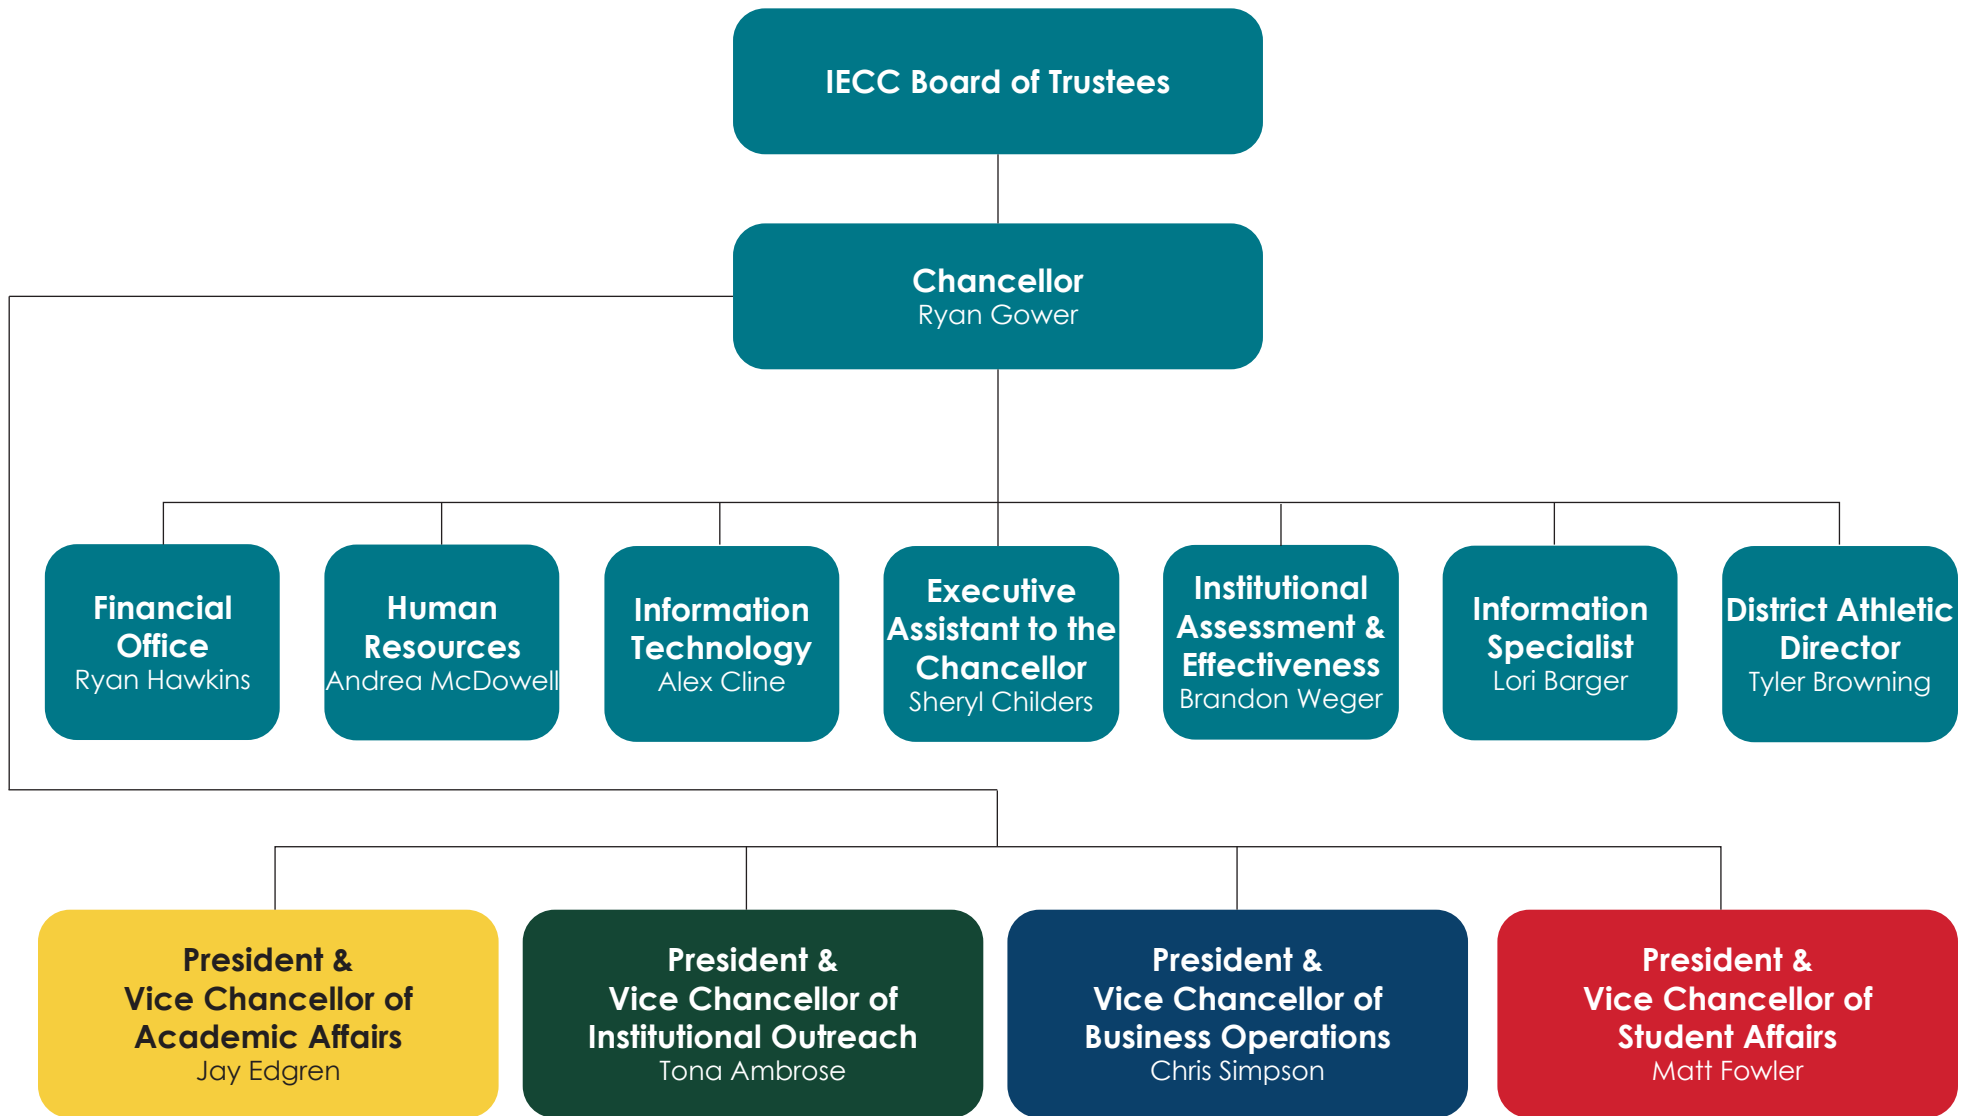 IECC Board of Trustees
Chancellor
Ryan Gower
Financial
Office
Ryan Hawkins
Human
Resources
Andrea McDowell
Information
Technology
Alex Cline
Executive
Assistant to the
Chancellor
Sheryl Childers
Institutional
Assessment &
Effectiveness
Brandon Weger
Information
Specialist
Lori Barger
District Athletic
Director
Tyler Browning
President &
Vice Chancellor of
Academic Affairs
Jay Edgren
President &
Vice Chancellor of
Institutional Outreach
Tona Ambrose
President &
Vice Chancellor of
Business Operations
Chris Simpson
President &
Vice Chancellor of
Student Affairs
Matt Fowler